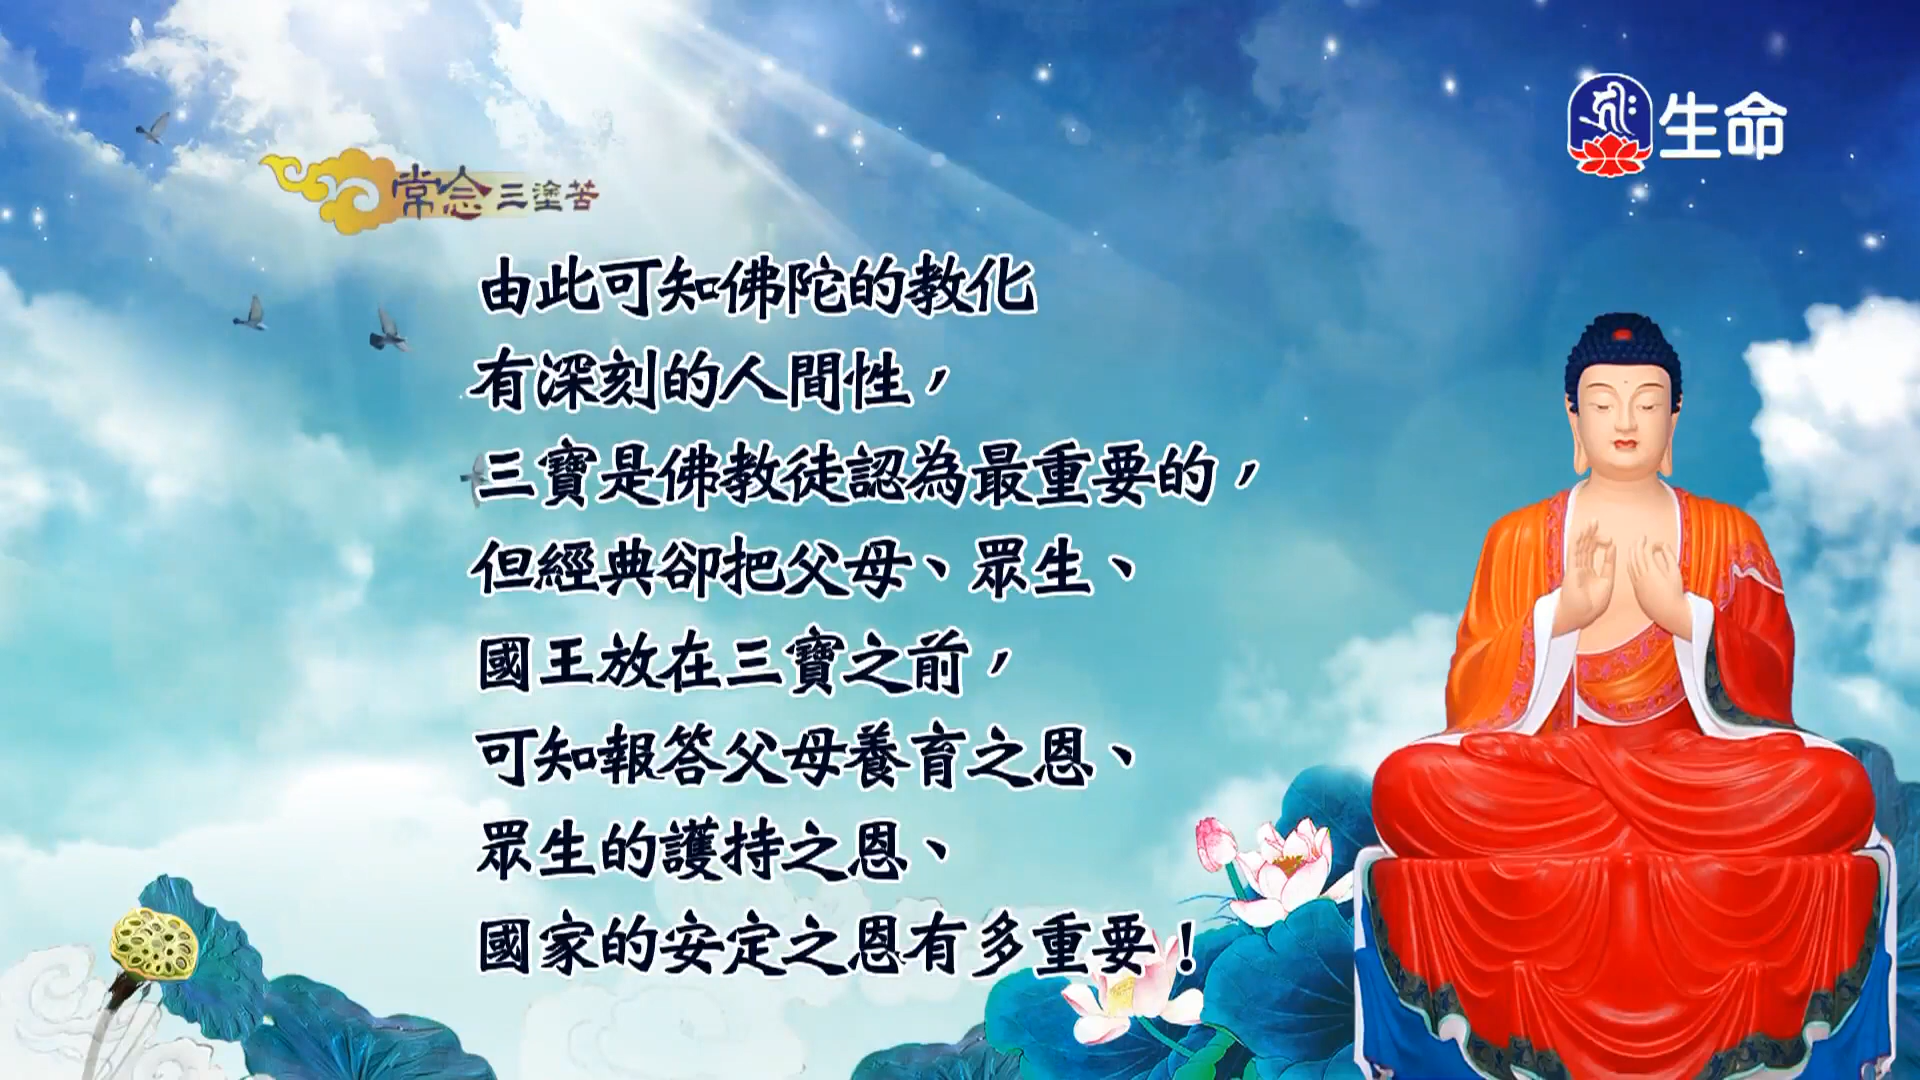 生命
常念三塗苦
由此可知佛陀的教化
有深刻的人間性，
三寶是佛教徒認為最重要的，
但經典卻把父母、眾生、
國王放在三寶之前，
可知報答父母養育之恩、
眾生的護持之恩、
國家的安定之恩有多重要！